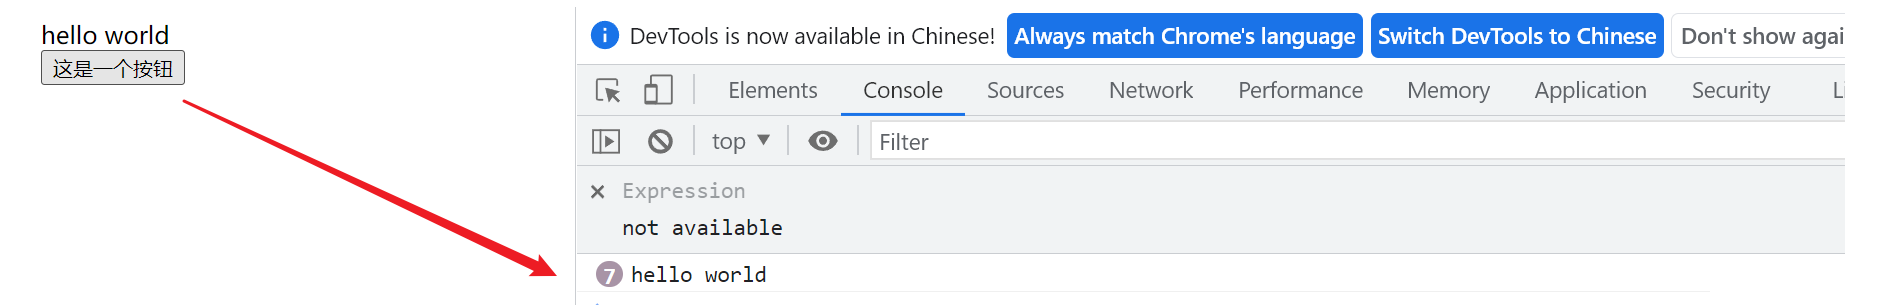 hello world
这是一个按钮
DevTools is now available in Chinese! Always match Chrome's language Switch DevTools to Chinese Don't show agai
Elements Console Sources Network Performance Memory Application Security Li
top Filter
Expression
not available
7 hello world